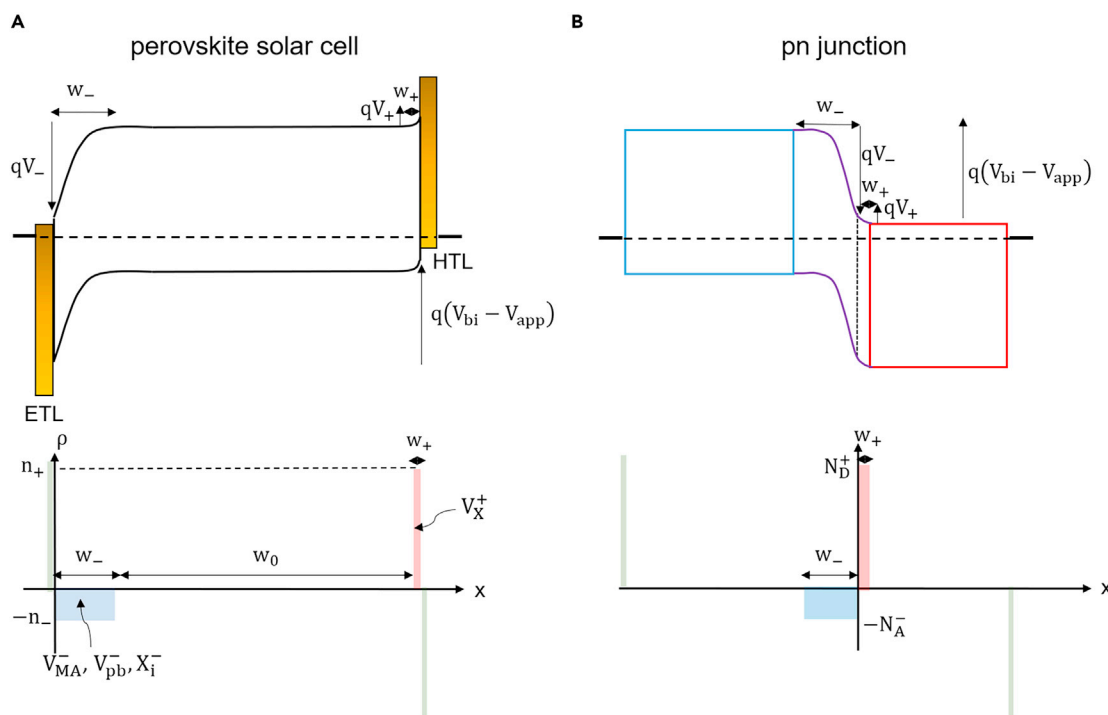 A
perovskite solar cell
w₋
w₊
qV₊
qV₋
HTL
q(V_bi − V_app)
ETL
ρ
n₊
w₊
V_X⁺
w₋
w₀
x
−n₋
V_MA⁻, V_pb⁻, X_i⁻
B
pn junction
w₋
qV₋
w₊
qV₊
q(V_bi − V_app)
w₊
N_D⁺
w₋
x
−N_A⁻